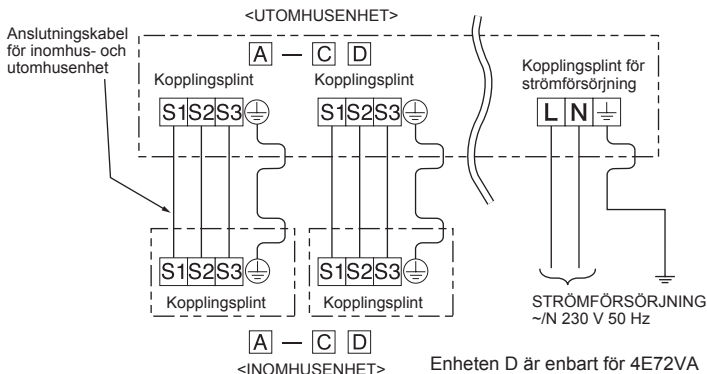 <UTOMHUSENHET>
Anslutningskabel
för inomhus- och
utomhusenhet
A — C D
Kopplingsplint
Kopplingsplint
Kopplingsplint för
strömförsörjning
S1 S2 S3
S1 S2 S3
L N
S1 S2 S3
S1 S2 S3
Kopplingsplint
Kopplingsplint
STRÖMFÖRSÖRJNING
~/N 230 V 50 Hz
A — C D
<INOMHUSENHET>
Enheten D är enbart för 4E72VA